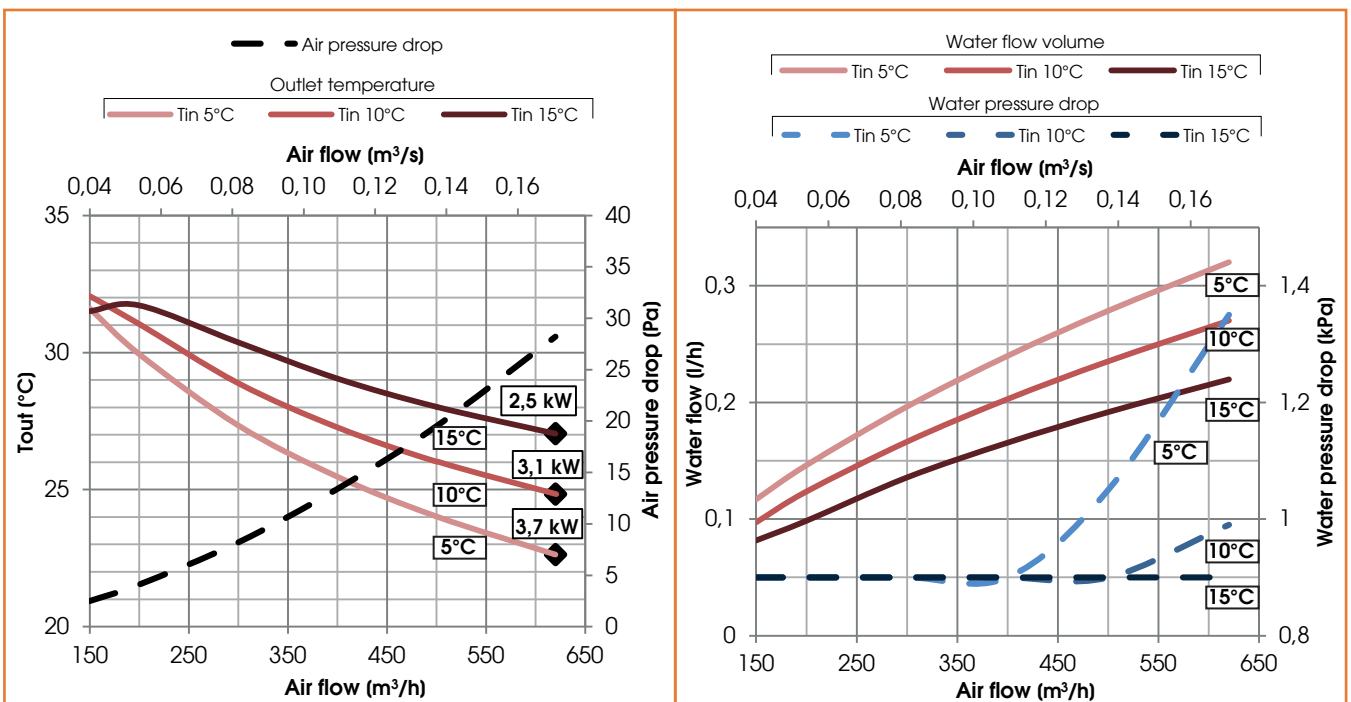 Air pressure drop
Outlet temperature
Tin 5°C Tin 10°C Tin 15°C
Air flow (m³/s)
0,04 0,06 0,08 0,10 0,12 0,14 0,16
35 40
35
30 30
25
25 20
15
10
5
20 0
Tout (°C)
Air pressure drop (Pa)
2,5 kW
15°C
3,1 kW
10°C
3,7 kW
5°C
150 250 350 450 550 650
Air flow (m³/h)
Water flow volume
Tin 5°C Tin 10°C Tin 15°C
Water pressure drop
Tin 5°C Tin 10°C Tin 15°C
Air flow (m³/s)
0,04 0,06 0,08 0,10 0,12 0,14 0,16
0,3 1,4
0,2 1,2
0,1 1
0 0,8
Water flow (l/h)
Water pressure drop (kPa)
5°C
10°C
15°C
5°C
10°C
15°C
150 250 350 450 550 650
Air flow (m³/h)